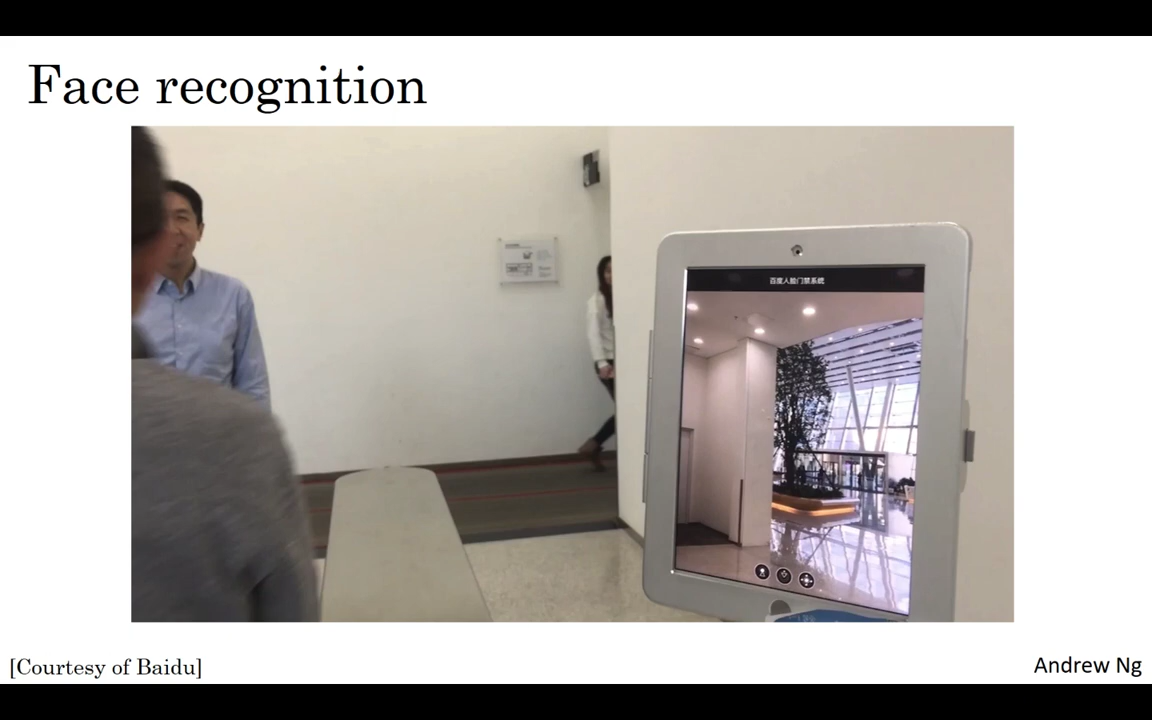 Face recognition
百度人脸门禁系统
[Courtesy of Baidu]
Andrew Ng